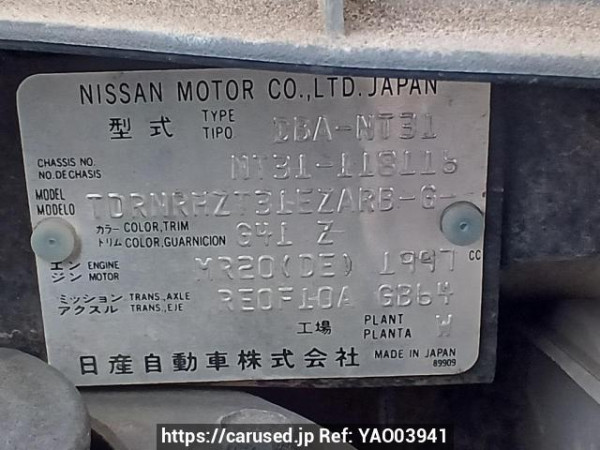 NISSAN MOTOR CO.,LTD. JAPAN
型式 TYPE TIPO DBA-NT31
CHASSIS NO. NO.DE CHASIS NT31-118116
MODEL MODELO TDRNRHZT31EZARB-G-
カラー COLOR,TRIM トリム COLOR,GUARNICION G41 Z
エンジン ENGINE MOTOR MR20(DE) 1997 CC
ミッション TRANS.,AXLE アクスル TRANS.,EJE RE0F10A GB64
工場 PLANT PLANTA W
日産自動車株式会社 MADE IN JAPAN
89909
https://carused.jp Ref: YAO03941